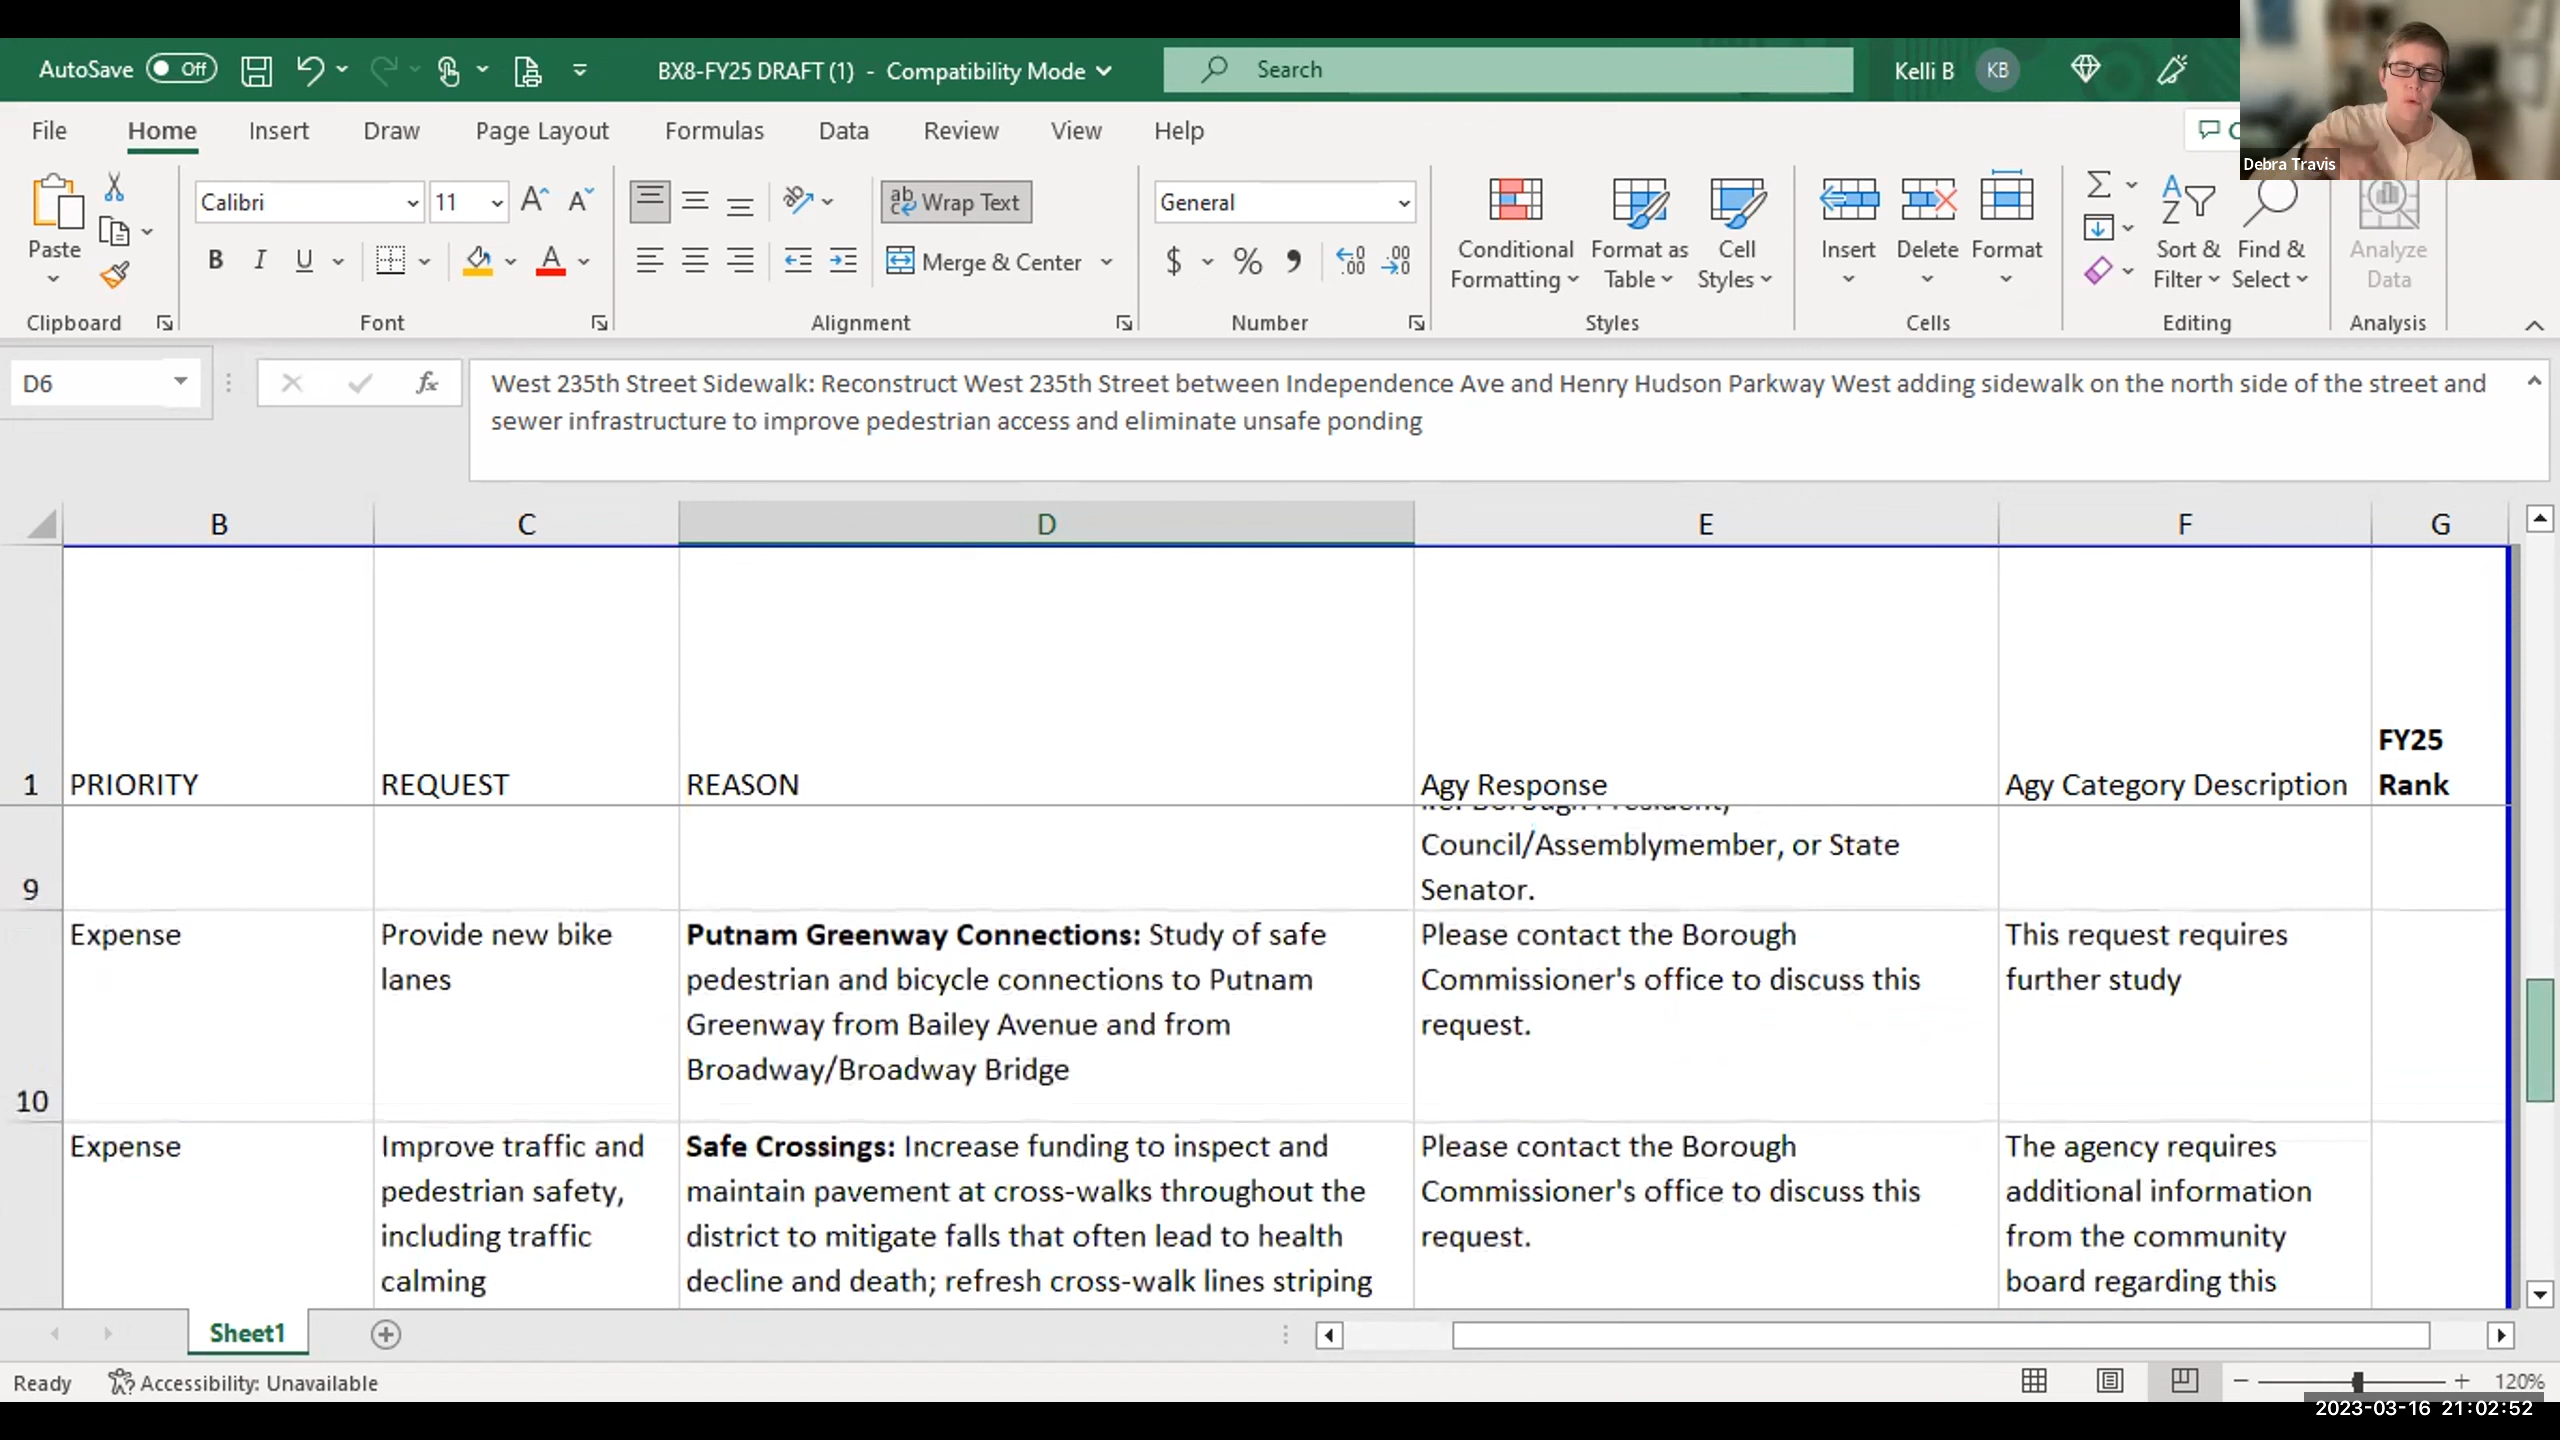 AutoSave Off BX8-FY25 DRAFT (1) - Compatibility Mode Search Kelli B KB
Debra Travis
File Home Insert Draw Page Layout Formulas Data Review View Help
Calibri 11 Wrap Text General
Paste
B I U Merge & Center $ % 
Conditional Formatting
Format as Table
Cell Styles
Insert Delete Format
Sort & Filter
Find & Select
Analyze Data
Clipboard Font Alignment Number Styles Cells Editing Analysis
D6 fx West 235th Street Sidewalk: Reconstruct West 235th Street between Independence Ave and Henry Hudson Parkway West adding sidewalk on the north side of the street and
sewer infrastructure to improve pedestrian access and eliminate unsafe ponding
B C D E F G
FY25
1 PRIORITY REQUEST REASON Agy Response Agy Category Description Rank
Council/Assemblymember, or State
9 Senator.
10
Expense
Provide new bike
lanes
Putnam Greenway Connections: Study of safe
pedestrian and bicycle connections to Putnam
Greenway from Bailey Avenue and from
Broadway/Broadway Bridge
Please contact the Borough
Commissioner's office to discuss this
request.
This request requires
further study
Expense
Improve traffic and
pedestrian safety,
including traffic
calming
Safe Crossings: Increase funding to inspect and
maintain pavement at cross-walks throughout the
district to mitigate falls that often lead to health
decline and death; refresh cross-walk lines striping
Please contact the Borough
Commissioner's office to discuss this
request.
The agency requires
additional information
from the community
board regarding this
Sheet1
Ready Accessibility: Unavailable 120%
2023-03-16 21:02:52